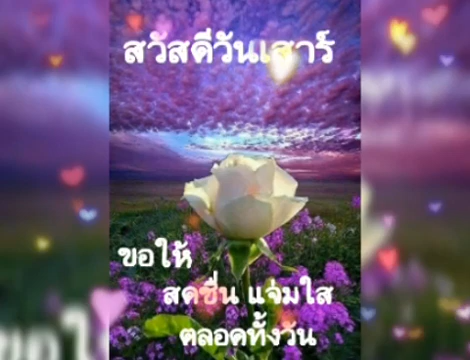 สวัสดีวันเสาร์
ขอให้
สดชื่น แจ่มใส
ตลอดทั้งวัน